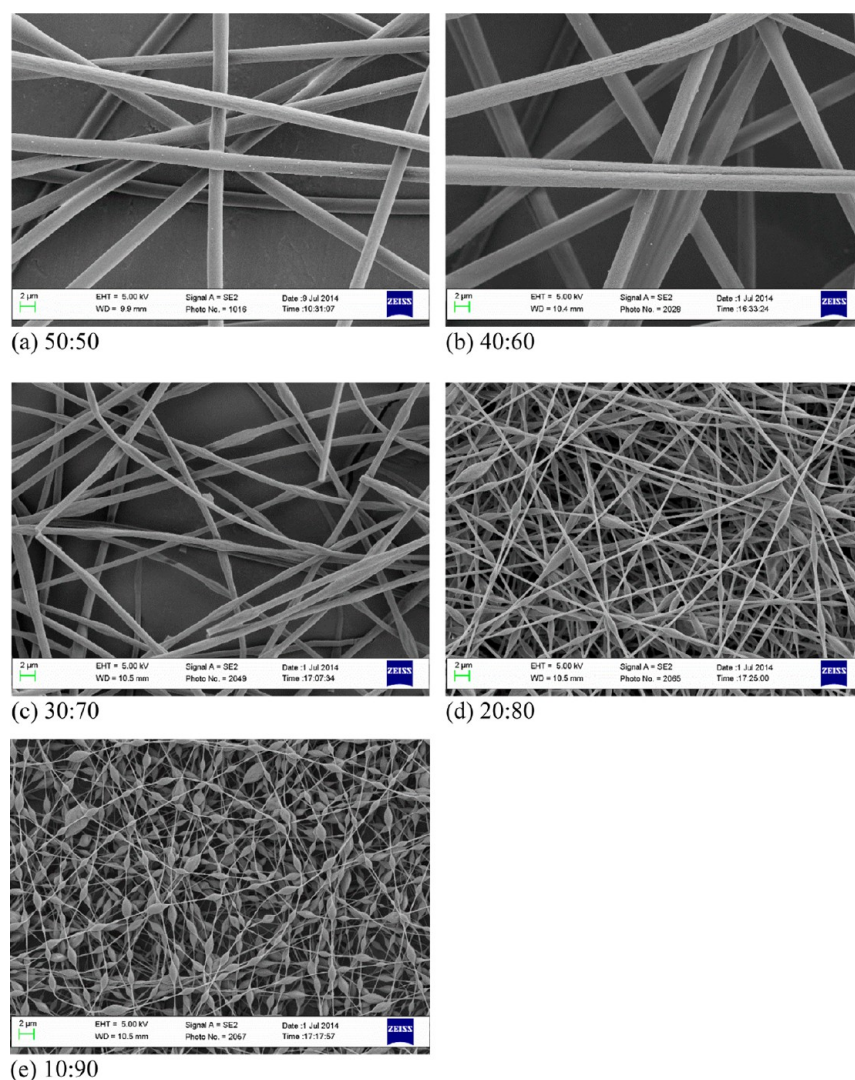 2 µm EHT = 5.00 kV Signal A = SE2 Date :9 Jul 2014 ZEISS
WD = 9.9 mm Photo No. = 1016 Time :10:31:07
(a) 50:50
2 µm EHT = 5.00 kV Signal A = SE2 Date :1 Jul 2014 ZEISS
WD = 10.4 mm Photo No. = 2029 Time :16:33:24
(b) 40:60
2 µm EHT = 5.00 kV Signal A = SE2 Date :1 Jul 2014 ZEISS
WD = 10.5 mm Photo No. = 2049 Time :17:07:34
(c) 30:70
2 µm EHT = 5.00 kV Signal A = SE2 Date :1 Jul 2014 ZEISS
WD = 10.5 mm Photo No. = 2065 Time :17:25:00
(d) 20:80
2 µm EHT = 5.00 kV Signal A = SE2 Date :1 Jul 2014 ZEISS
WD = 10.5 mm Photo No. = 2057 Time :17:17:57
(e) 10:90